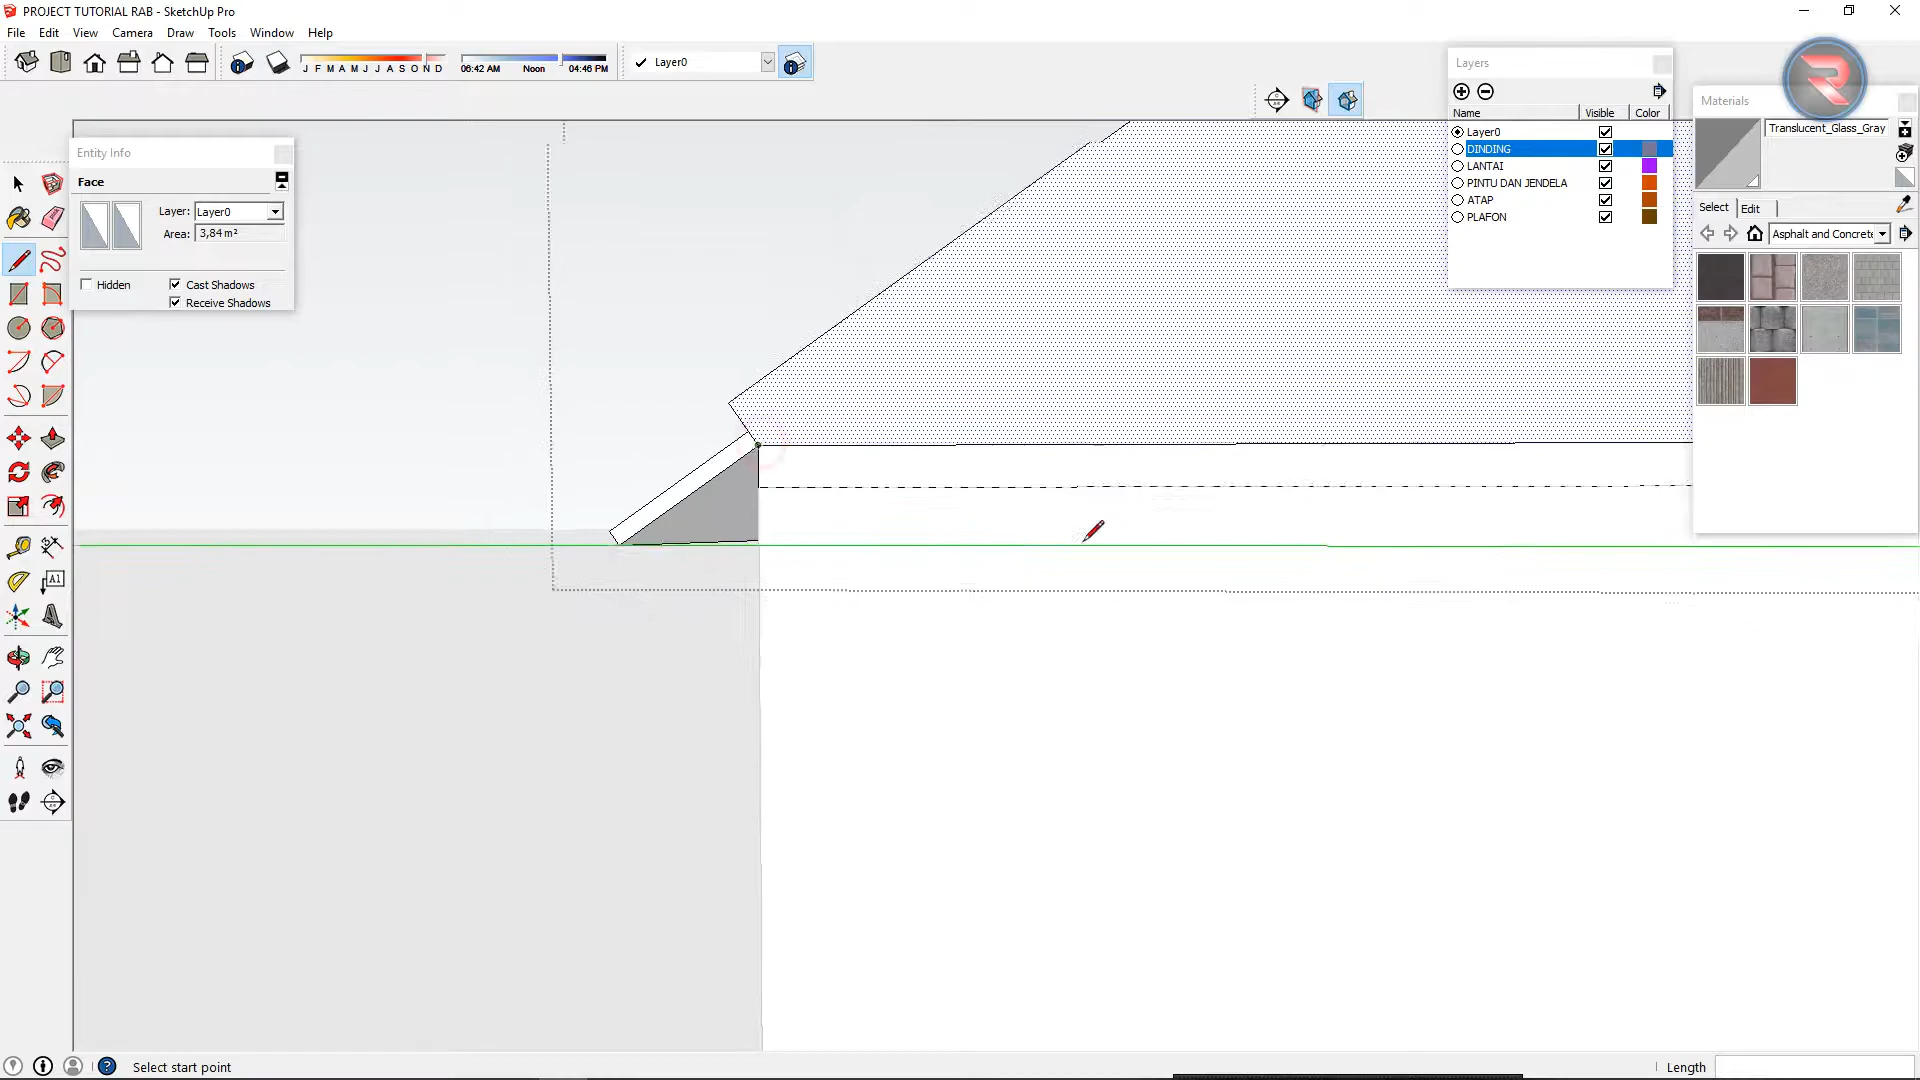 PROJECT TUTORIAL RAB - SketchUp Pro
File Edit View Camera Draw Tools Window Help
J F M A M J J A S O N D
06:42 AM Noon 04:46 PM
Layer0
Layers
Name Visible Color
Layer0
DINDING
LANTAI
PINTU DAN JENDELA
ATAP
PLAFON
Materials
Translucent_Glass_Gray
Select Edit
Asphalt and Concrete
Entity Info
Face
Layer: Layer0
Area: 3,84 m²
Hidden Cast Shadows
Receive Shadows
A1
Select start point
Length